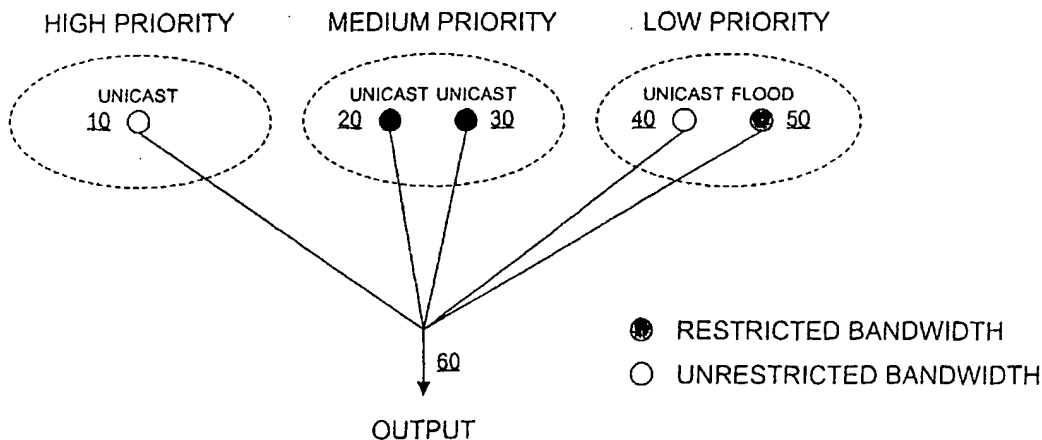 HIGH PRIORITY MEDIUM PRIORITY LOW PRIORITY
UNICAST UNICAST UNICAST UNICAST FLOOD
10 20 30 40 50
60
OUTPUT
RESTRICTED BANDWIDTH
UNRESTRICTED BANDWIDTH